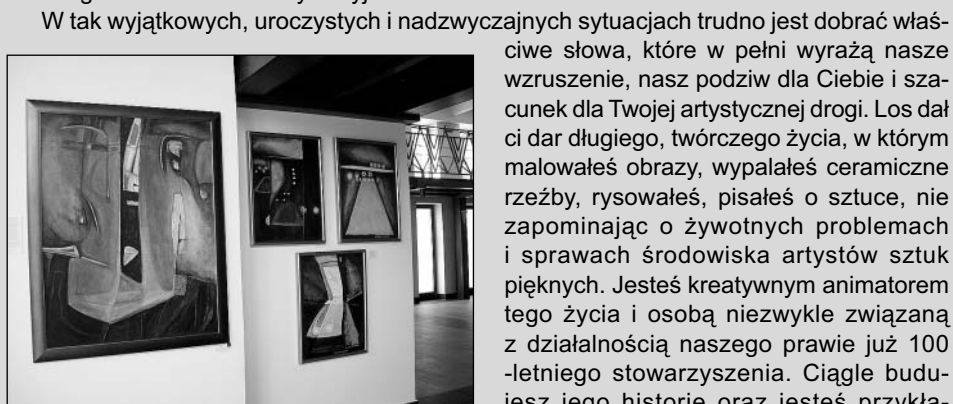 W tak wyjątkowych, uroczystych i nadzwyczajnych sytuacjach trudno jest dobrać właś-
ciwe słowa, które w pełni wyrażą nasze
wzruszenie, nasz podziw dla Ciebie i sza-
cunek dla Twojej artystycznej drogi. Los dał
ci dar długiego, twórczego życia, w którym
malowałeś obrazy, wypalałeś ceramiczne
rzeźby, rysowałeś, pisałeś o sztuce, nie
zapominając o żywotnych problemach
i sprawach środowiska artystów sztuk
pięknych. Jesteś kreatywnym animatorem
tego życia i osobą niezwykle związaną
z działalnością naszego prawie już 100
-letniego stowarzyszenia. Ciągle budu-
jesz jego historię oraz jesteś przykła-